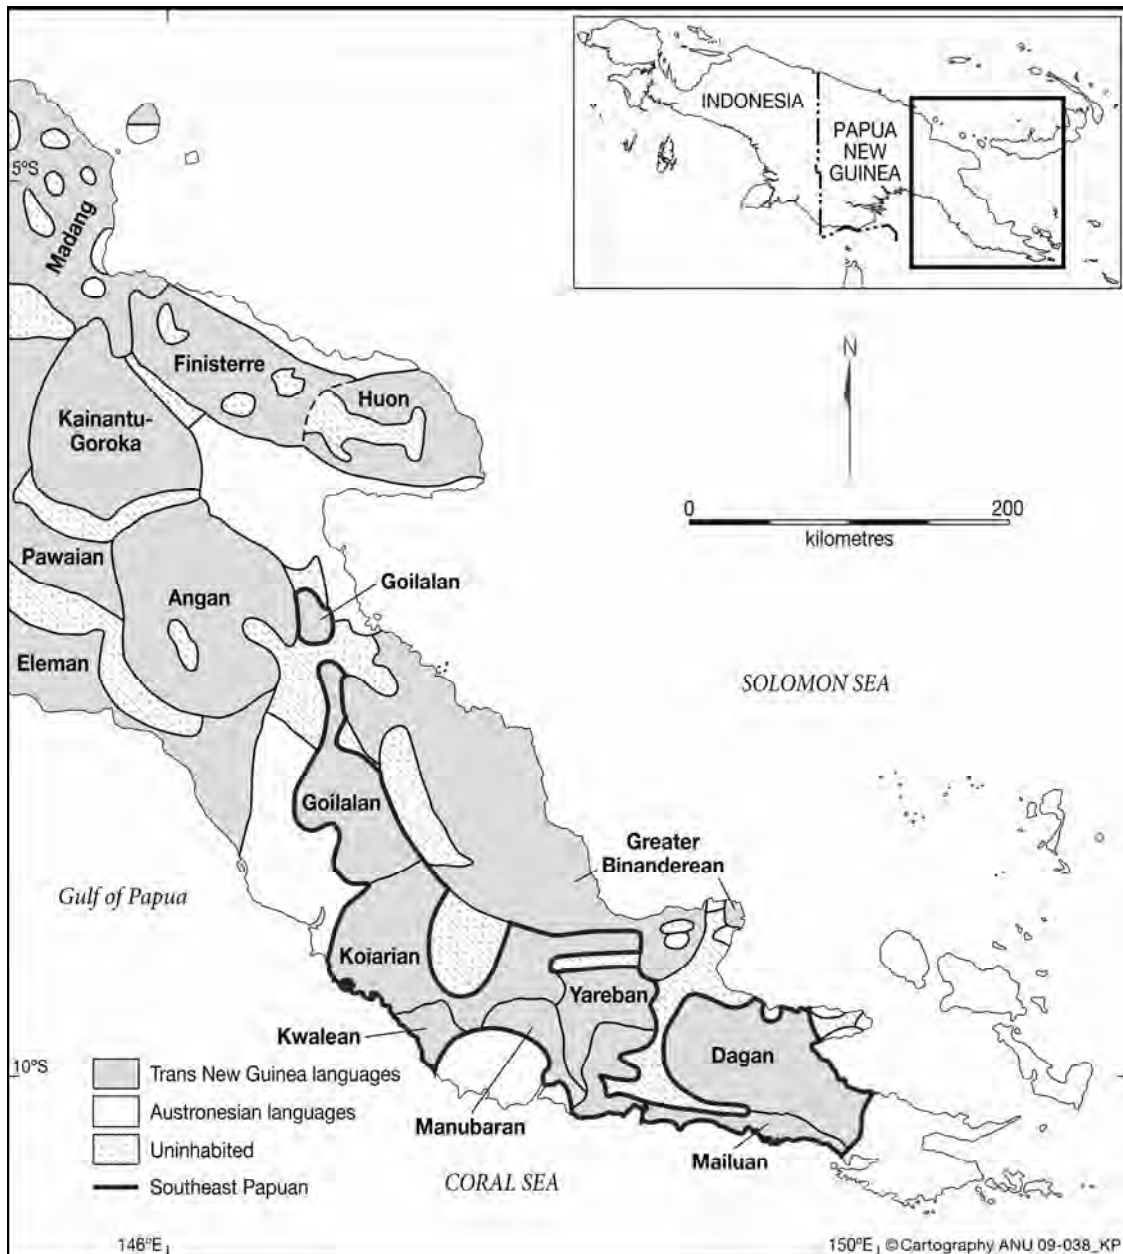 INDONESIA
PAPUA
NEW
GUINEA
5°S
Madang
Finisterre
Huon
Kainantu-
Goroka
N
0 200
kilometres
Pawaian
Goilalan
Angan
Eleman
SOLOMON SEA
Goilalan
Greater
Binanderean
Gulf of Papua
Koiarian
Yareban
Kwalean
Dagan
10°S
Trans New Guinea languages
Austronesian languages
Manubaran
Uninhabited
Mailuan
Southeast Papuan
CORAL SEA
146°E
150°E ©Cartography ANU 09-038_KP